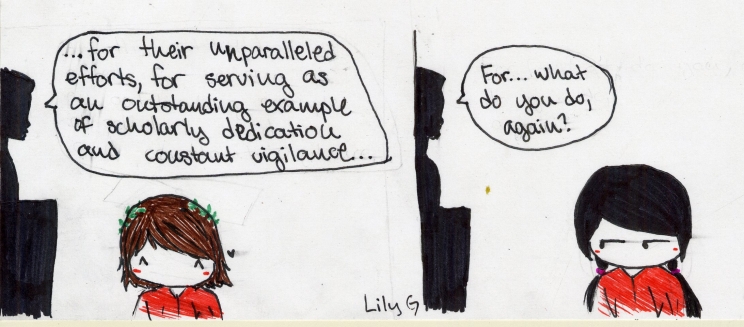 ...for their unparalleled
efforts, for serving as
an outstanding example
of scholarly dedication
and constant vigilance...
For... what
do you do,
again?
Lily G